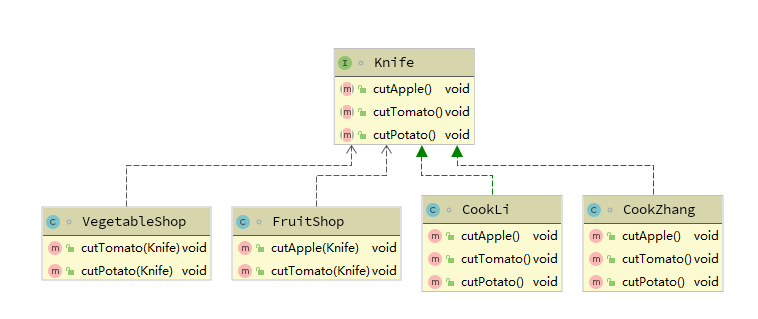 I Knife
m cutApple() void
m cutTomato() void
m cutPotato() void
C VegetableShop
m cutTomato(Knife) void
m cutPotato(Knife) void
C FruitShop
m cutApple(Knife) void
m cutTomato(Knife) void
C CookLi
m cutApple() void
m cutTomato() void
m cutPotato() void
C CookZhang
m cutApple() void
m cutTomato() void
m cutPotato() void